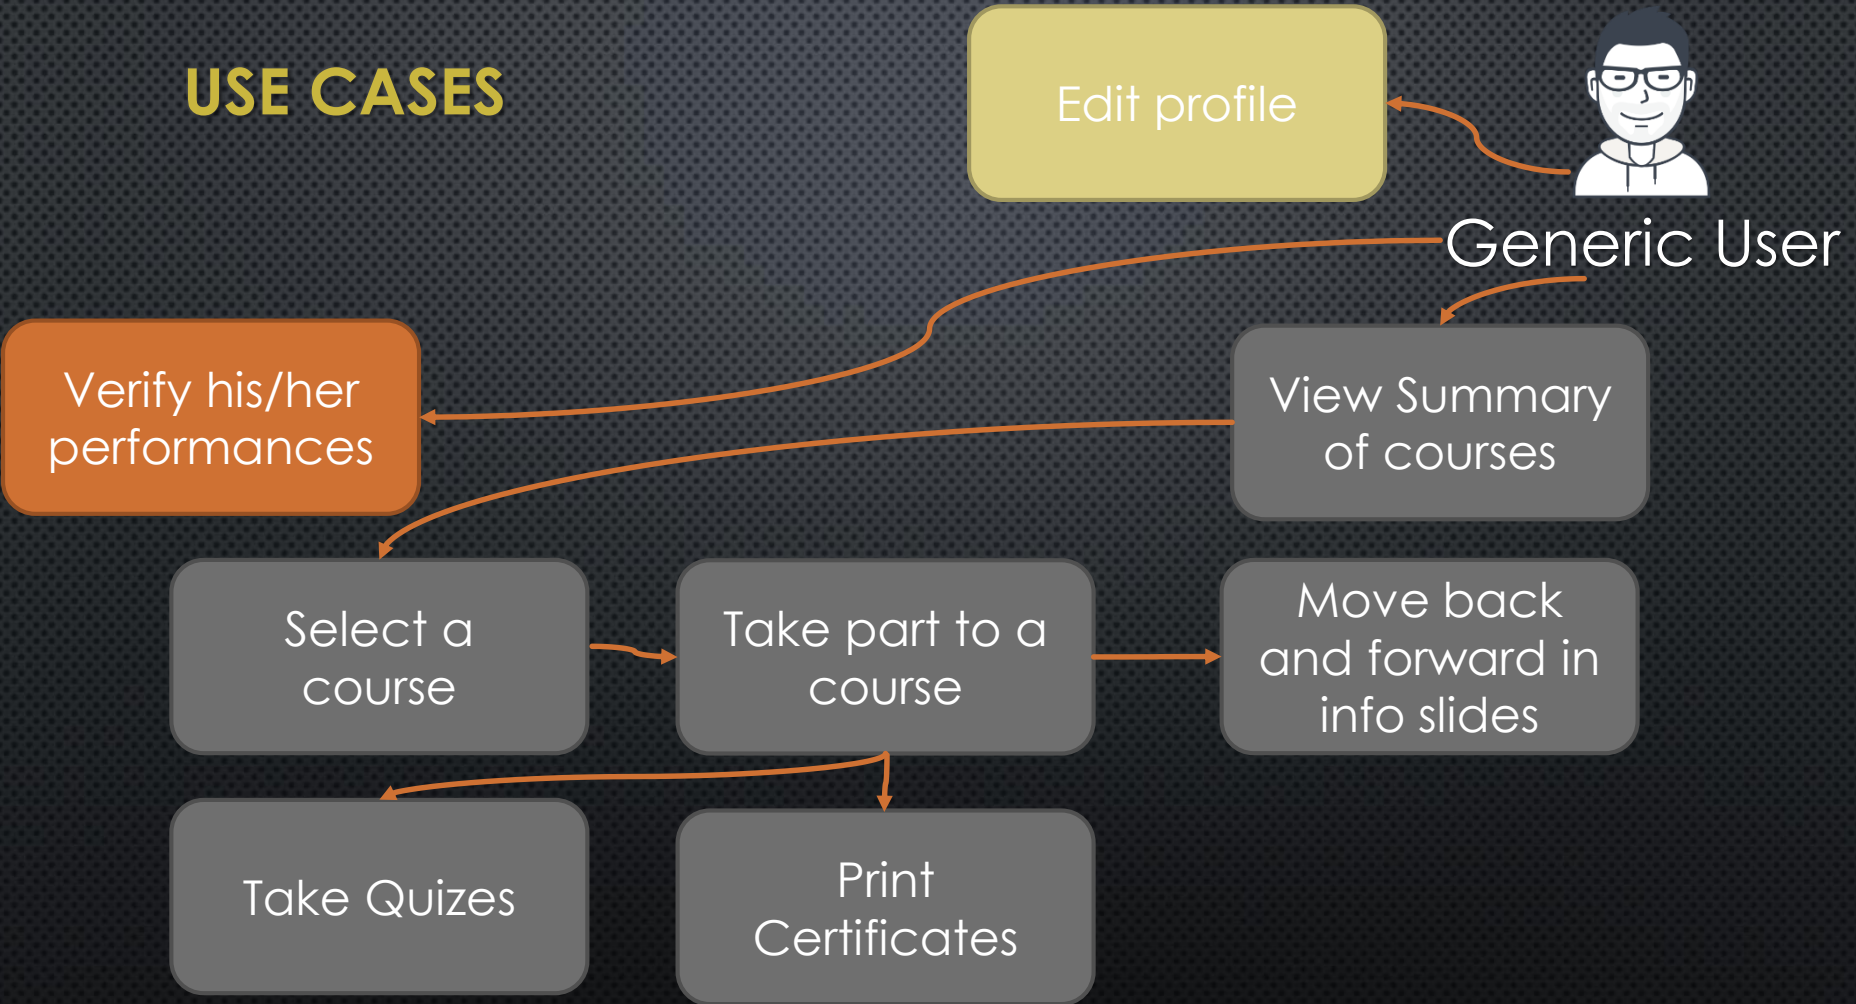 USE CASES
Edit profile
Generic User
Verify his/her
performances
View Summary
of courses
Select a
course
Take part to a
course
Move back
and forward in
info slides
Take Quizes
Print
Certificates